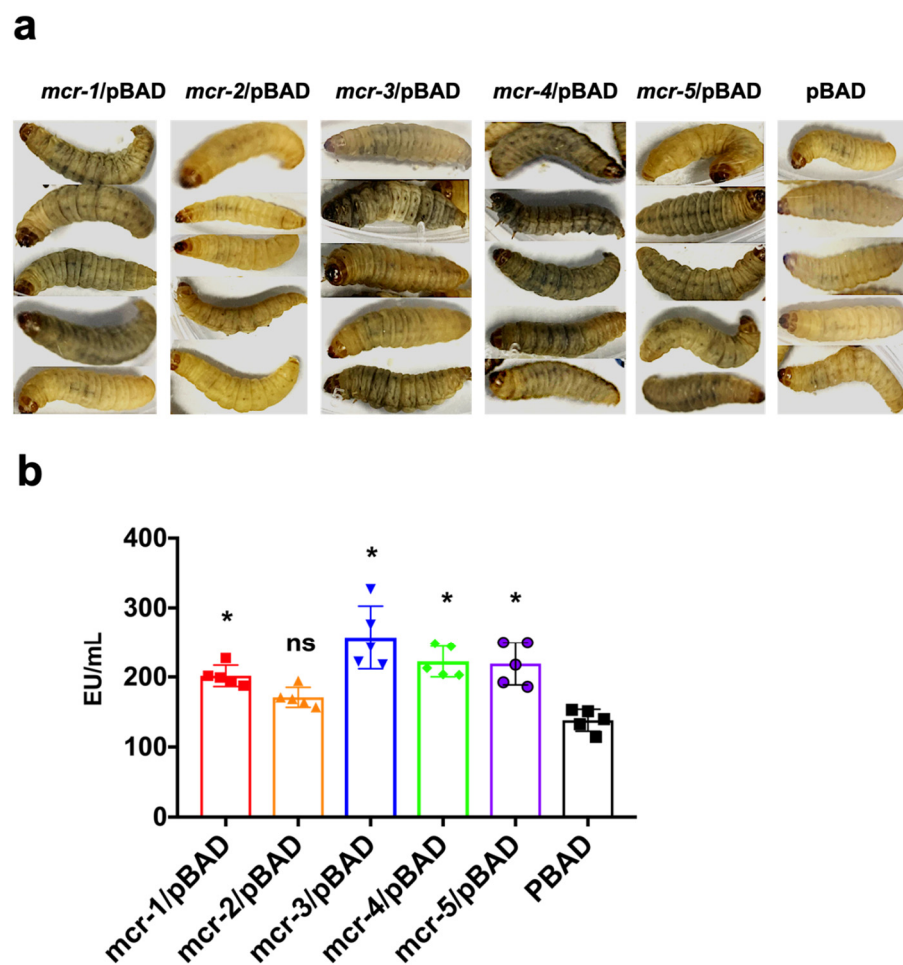 a
mcr-1/pBAD mcr-2/pBAD mcr-3/pBAD mcr-4/pBAD mcr-5/pBAD pBAD
b
EU/mL
400
300
200
100
0
*
ns
*
*
*
mcr-1/pBAD
mcr-2/pBAD
mcr-3/pBAD
mcr-4/pBAD
mcr-5/pBAD
PBAD